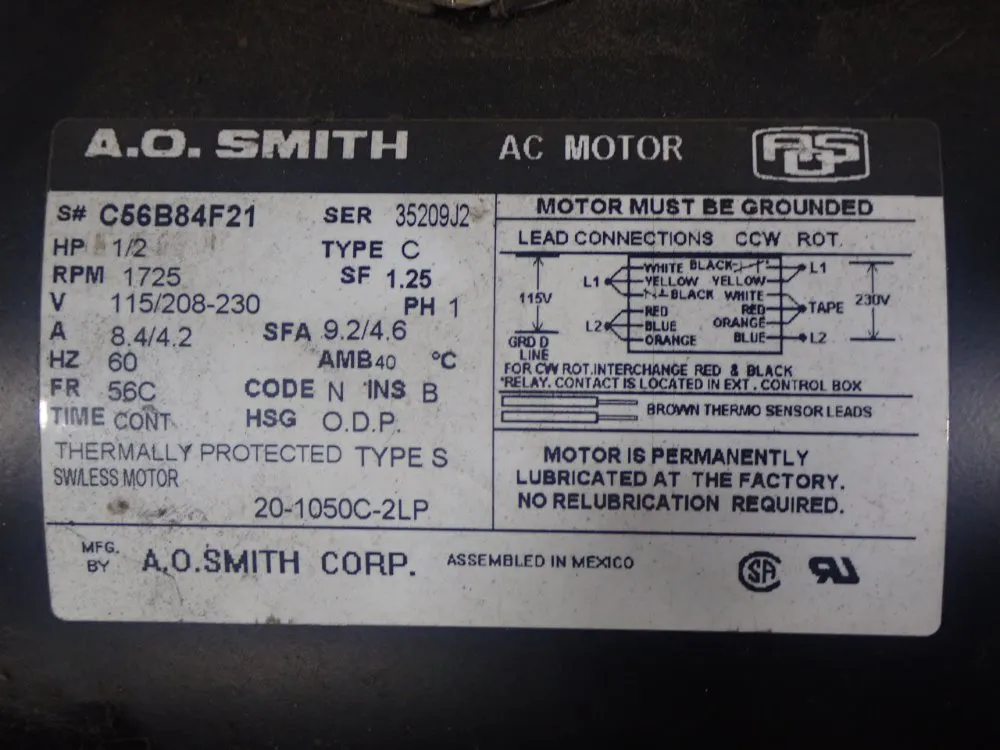 A.O. SMITH AC MOTOR AOS
S# C56B84F21 SER 35209J2
HP 1/2 TYPE C
RPM 1725 SF 1.25
V 115/208-230 PH 1
A 8.4/4.2 SFA 9.2/4.6
HZ 60 AMB 40 °C
FR 56C CODE N INS B
TIME CONT. HSG O.D.P.
THERMALLY PROTECTED TYPE S
SW/LESS MOTOR
20-1050C-2LP
MOTOR MUST BE GROUNDED
LEAD CONNECTIONS CCW ROT.
WHITE BLACK L1
L1 YELLOW YELLOW
115V BLACK WHITE 230V
RED RED TAPE
L2 BLUE ORANGE
GRD D ORANGE BLUE L2
LINE
FOR CW ROT. INTERCHANGE RED & BLACK
*RELAY. CONTACT IS LOCATED IN EXT. CONTROL BOX
BROWN THERMO SENSOR LEADS
MOTOR IS PERMANENTLY
LUBRICATED AT THE FACTORY.
NO RELUBRICATION REQUIRED.
MFG. BY A.O.SMITH CORP. ASSEMBLED IN MEXICO SA RU